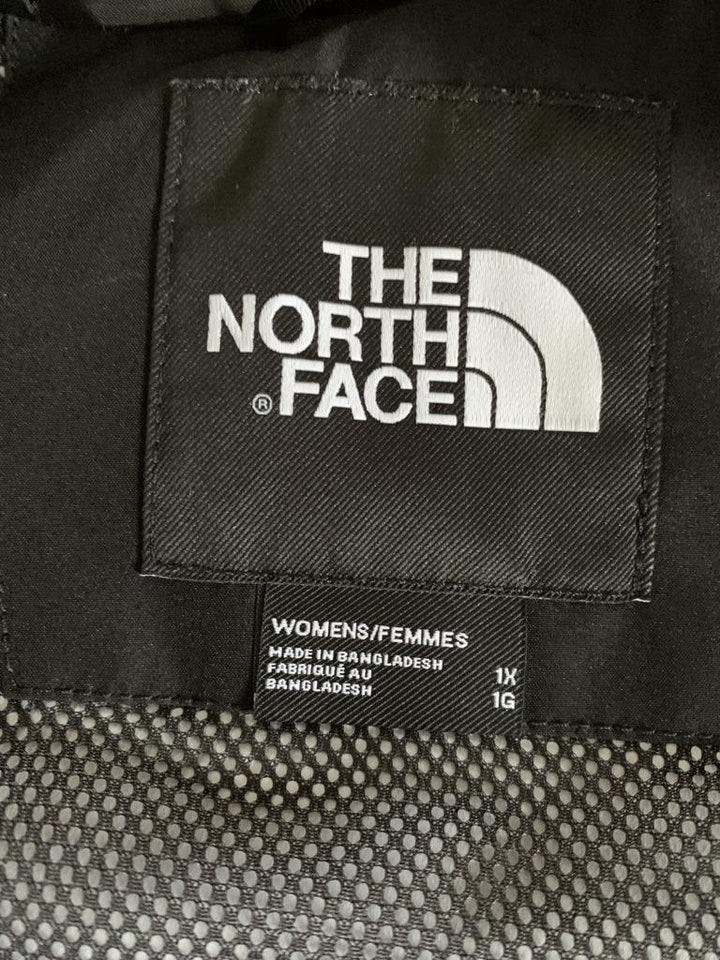 THE
NORTH
® FACE
WOMENS/FEMMES
MADE IN BANGLADESH
FABRIQUÉ AU
BANGLADESH
1X
1G